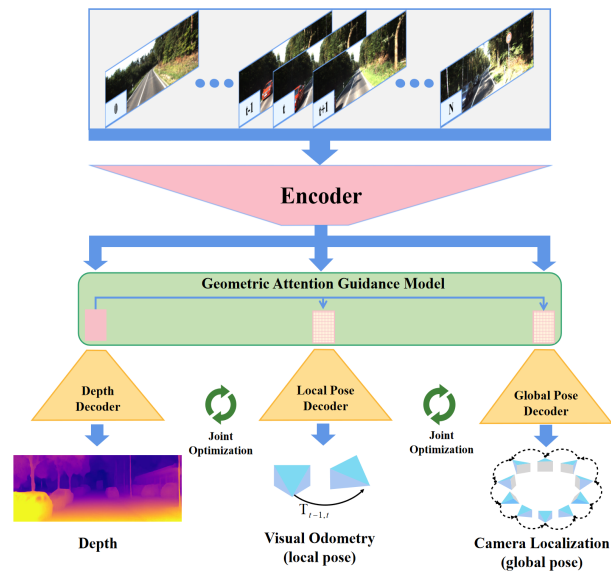 0
t-1
t
t+1
N
Encoder
Geometric Attention Guidance Model
Depth
Decoder
Local Pose
Decoder
Global Pose
Decoder
Joint
Optimization
Joint
Optimization
T t−1,t
Depth
Visual Odometry
(local pose)
Camera Localization
(global pose)